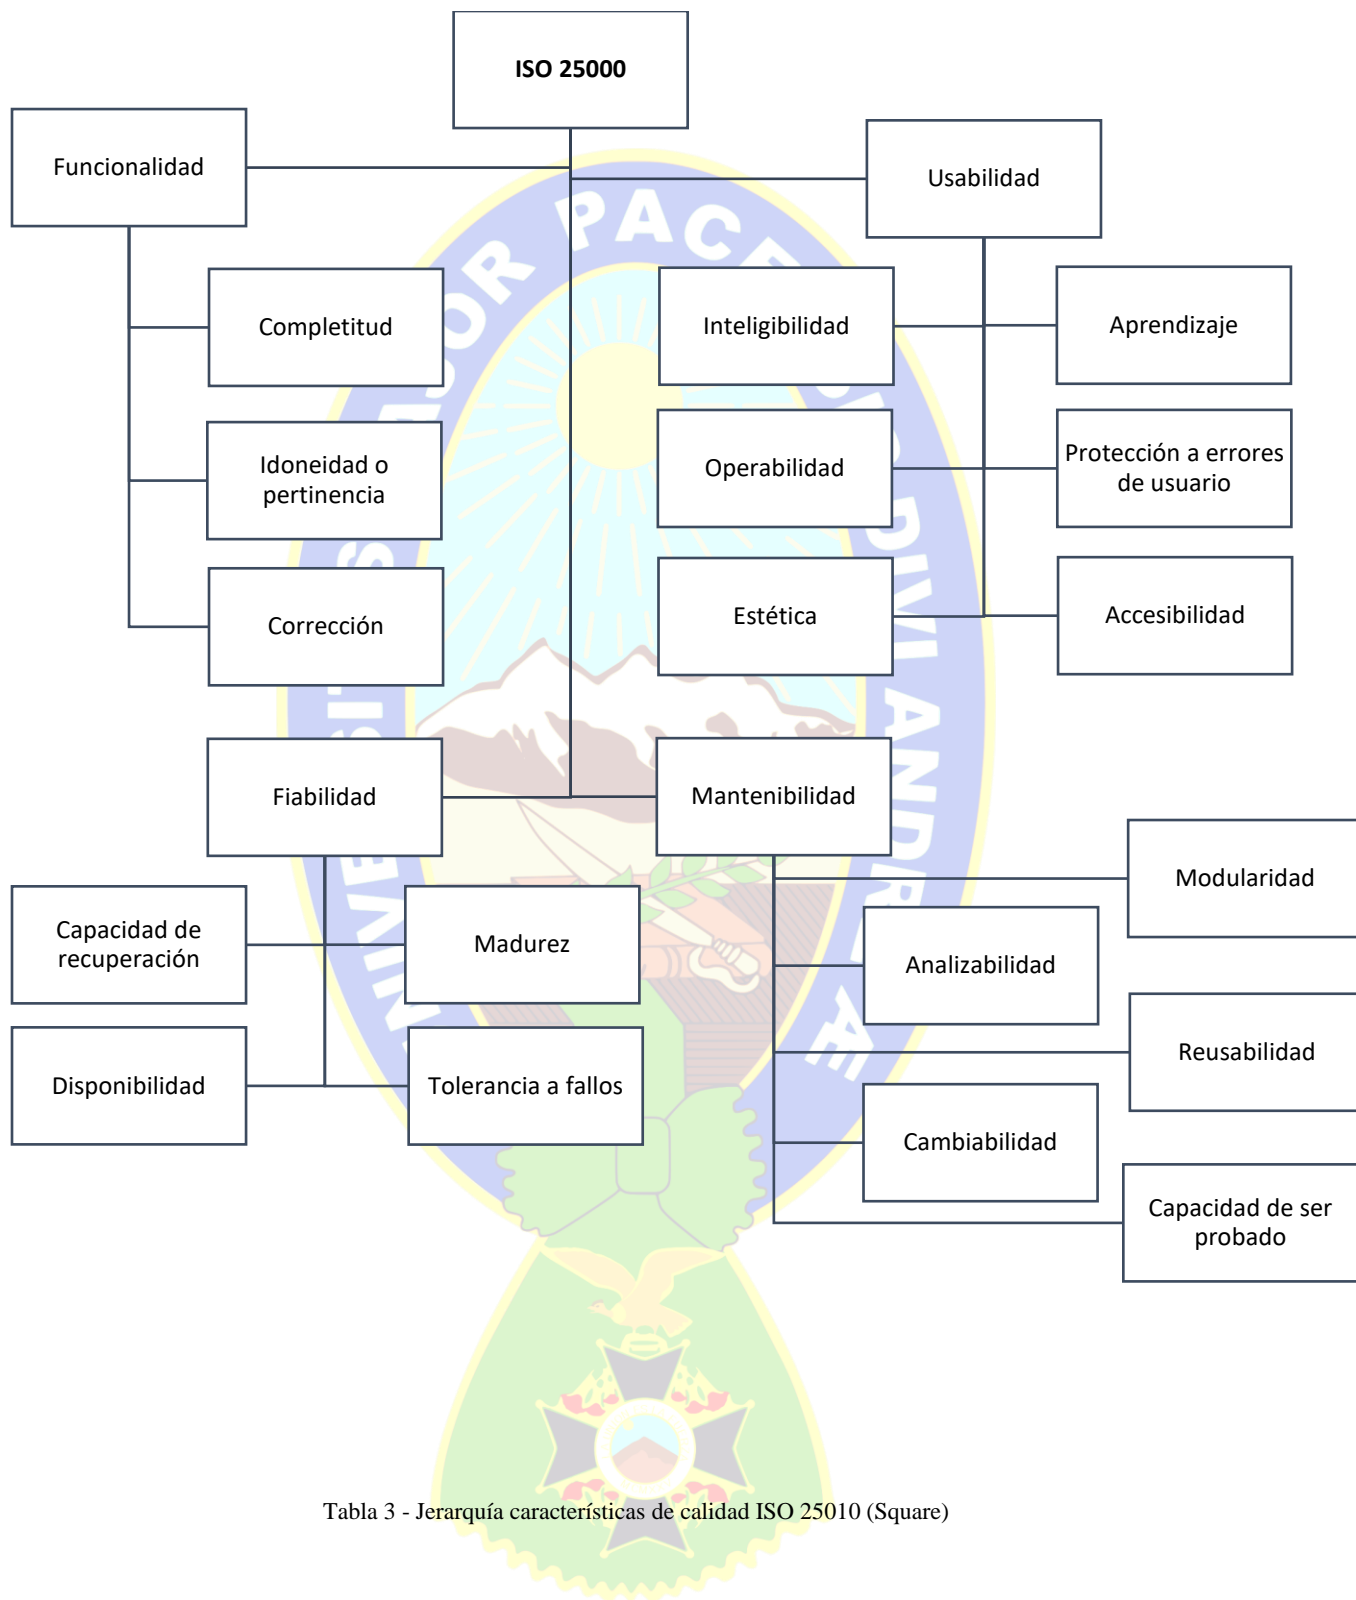 ISO 25000
Funcionalidad
Usabilidad
Completitud
Inteligibilidad
Aprendizaje
Idoneidad o
pertinencia
Operabilidad
Protección a errores
de usuario
Corrección
Estética
Accesibilidad
Fiabilidad
Mantenibilidad
Modularidad
Capacidad de
recuperación
Madurez
Analizabilidad
Disponibilidad
Tolerancia a fallos
Reusabilidad
Cambiabilidad
Capacidad de ser
probado
Tabla 3 - Jerarquía características de calidad ISO 25010 (Square)